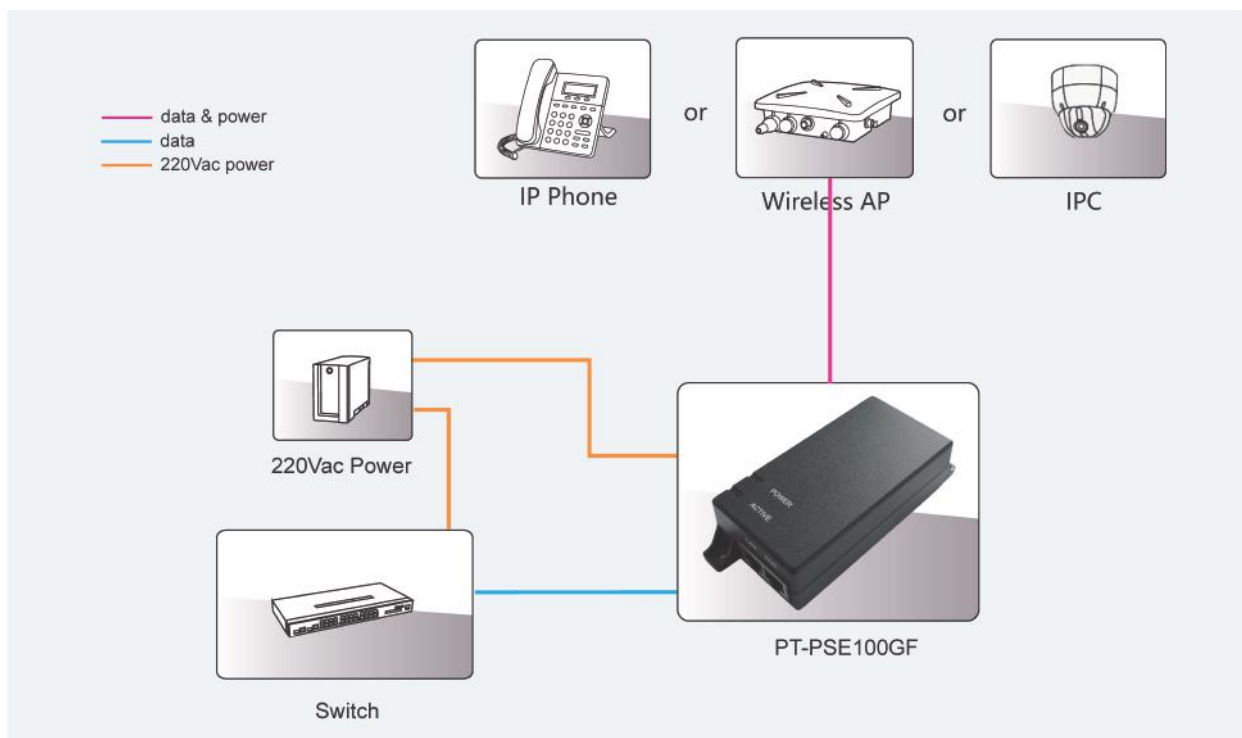 data & power
data
220Vac power
IP Phone
or
Wireless AP
or
IPC
220Vac Power
POWER
ACTIVE
PT-PSE100GF
Switch